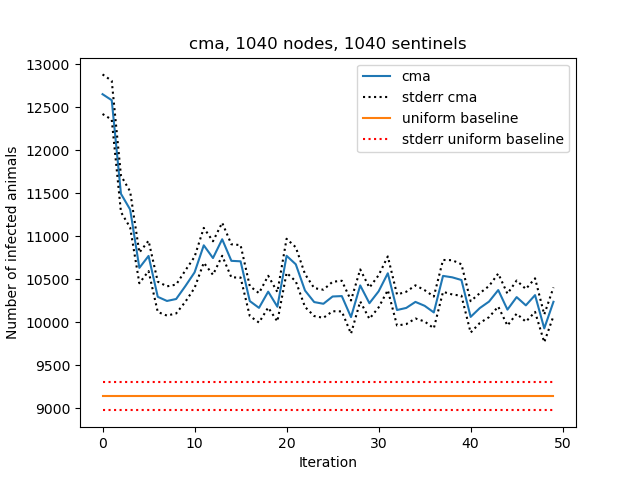 cma, 1040 nodes, 1040 sentinels
13000
12500
12000
11500
11000
10500
10000
9500
9000
Number of infected animals
cma
stderr cma
uniform baseline
stderr uniform baseline
0
10
20
30
40
50
Iteration